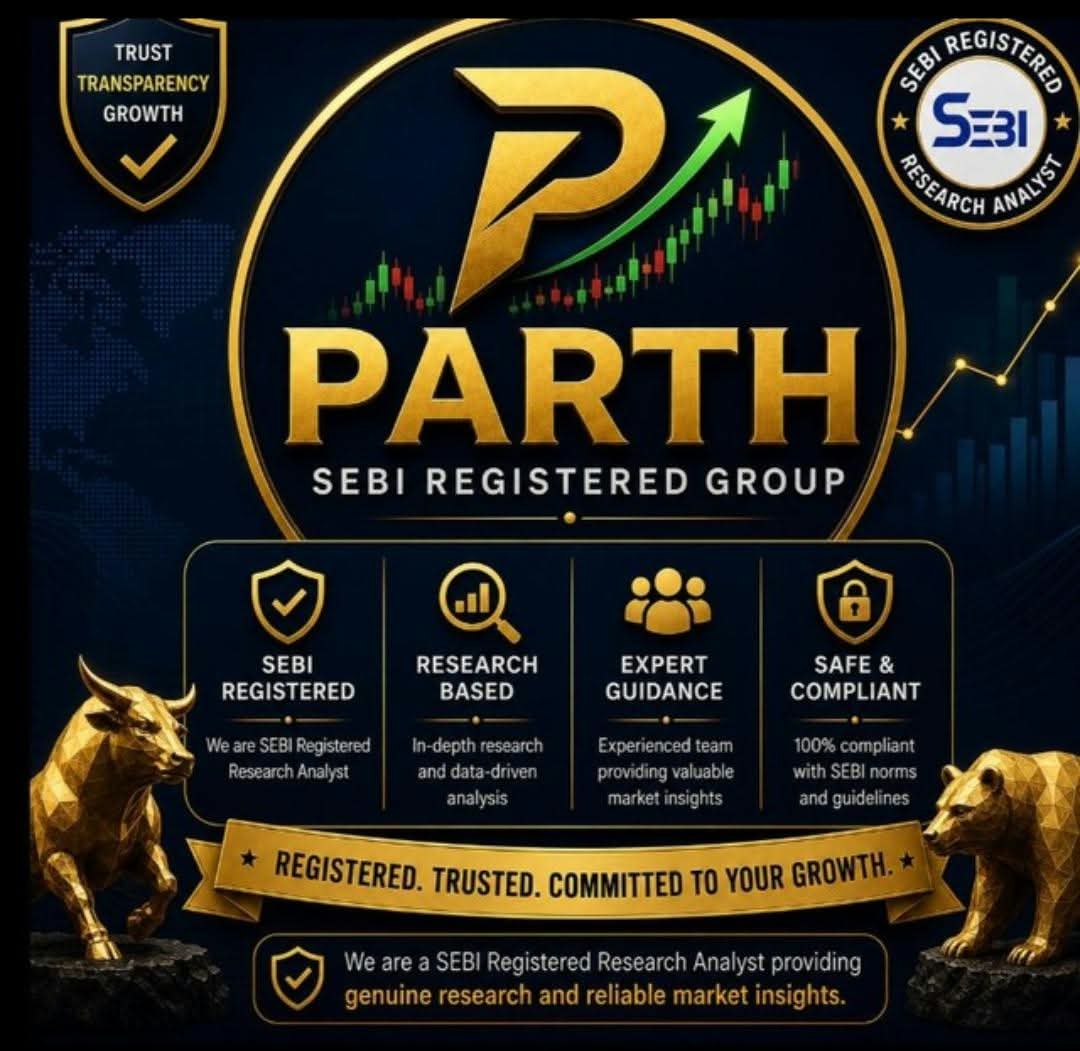 TRUST
TRANSPARENCY
GROWTH
SEBI REGISTERED
SEBI
RESEARCH ANALYST
P
PARTH
SEBI REGISTERED GROUP
SEBI
REGISTERED
We are SEBI Registered
Research Analyst
RESEARCH
BASED
In-depth research
and data-driven
analysis
EXPERT
GUIDANCE
Experienced team
providing valuable
market insights
SAFE &
COMPLIANT
100% compliant
with SEBI norms
and guidelines
REGISTERED. TRUSTED. COMMITTED TO YOUR GROWTH.
We are a SEBI Registered Research Analyst providing
genuine research and reliable market insights.